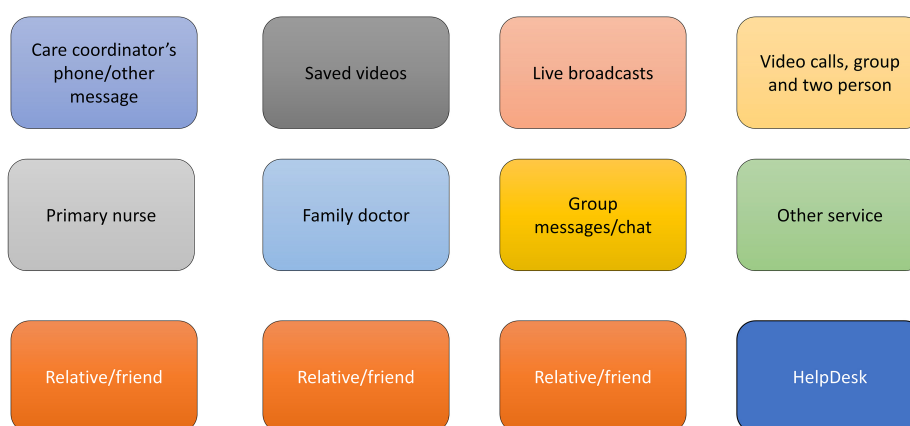 Care coordinator's
phone/other
message
Saved videos
Live broadcasts
Video calls, group
and two person
Primary nurse
Family doctor
Group
messages/chat
Other service
Relative/friend
Relative/friend
Relative/friend
HelpDesk